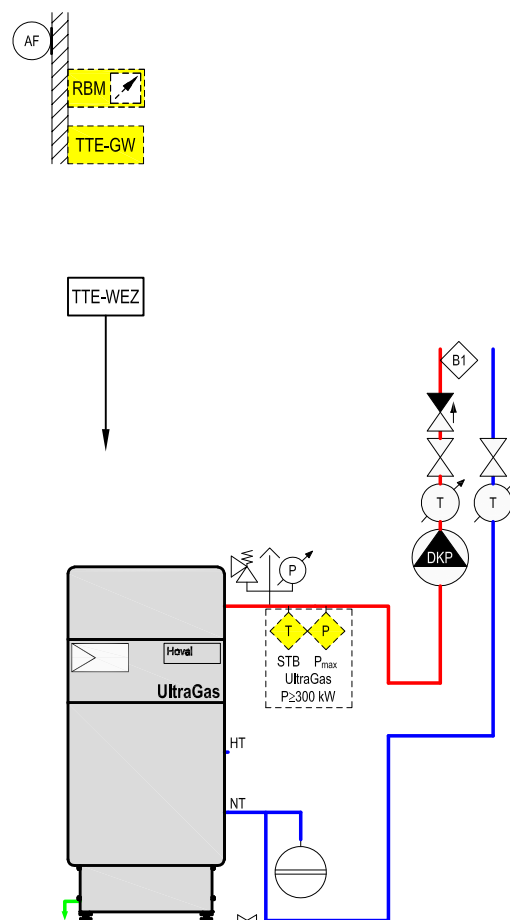 AF
RBM
TTE-GW
TTE-WEZ
B1
T
T
DKP
P
T
P
STB Pmax
UltraGas
P≥300 kW
Hoval
UltraGas
HT
NT